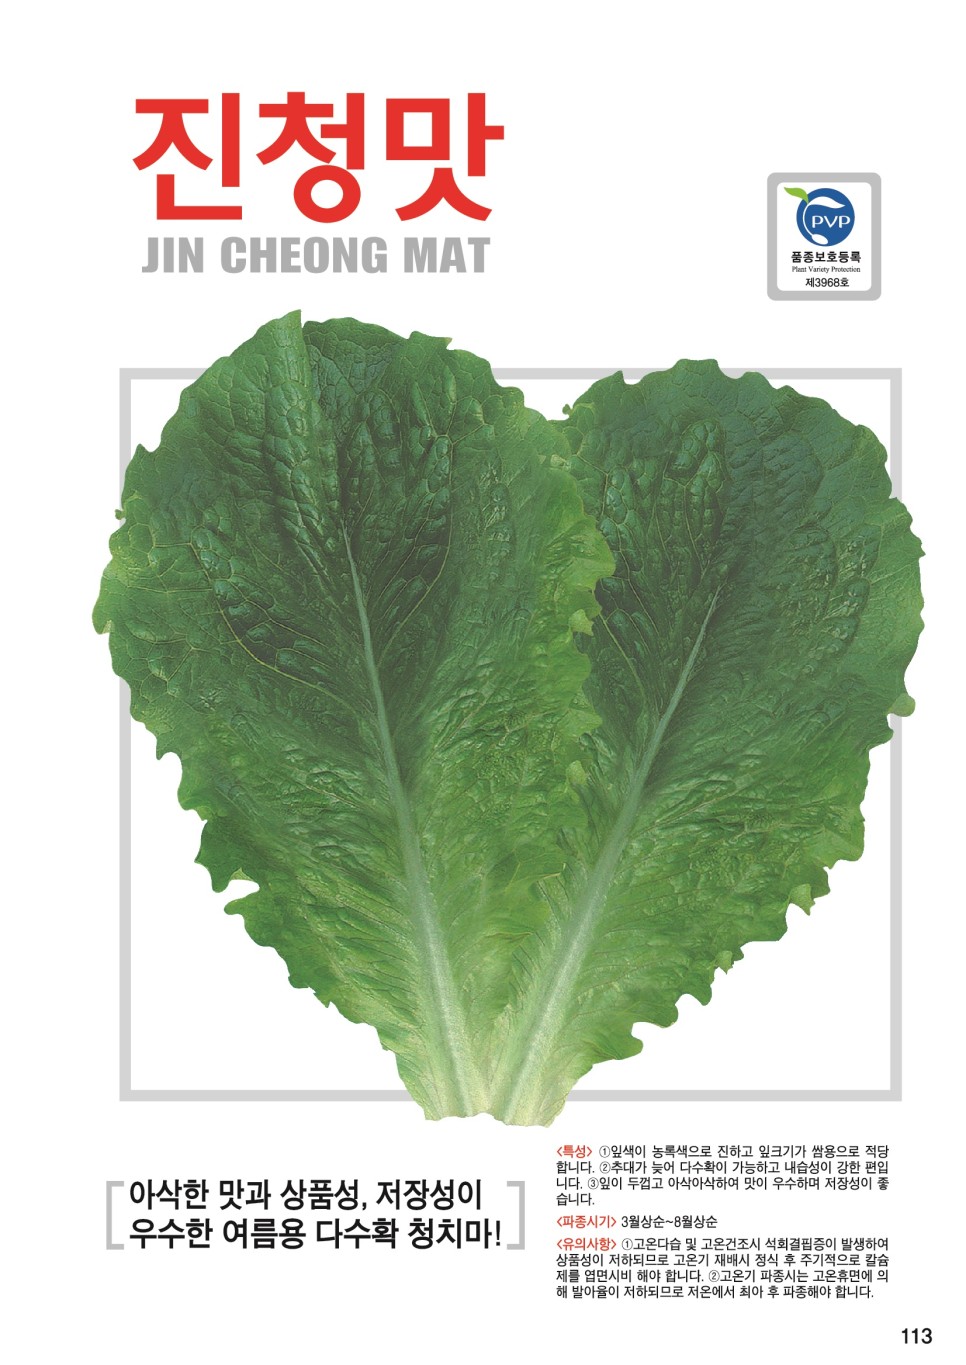 진청맛
JIN CHEONG MAT
PVP
품종보호등록
Plant Variety Protection
제3968호
아삭한 맛과 상품성, 저장성이
우수한 여름용 다수확 청치마!
<특성> ①잎색이 농록색으로 진하고 잎크기가 쌈용으로 적당
합니다. ②추대가 늦어 다수확이 가능하고 내습성이 강한 편입
니다. ③잎이 두껍고 아삭아삭하여 맛이 우수하며 저장성이 좋
습니다.
<파종시기> 3월상순~8월상순
<유의사항> ①고온다습 및 고온건조시 석회결핍증이 발생하여
상품성이 저하되므로 고온기 재배시 정식 후 주기적으로 칼슘
제를 엽면시비 해야 합니다. ②고온기 파종시는 고온휴면에 의
해 발아율이 저하되므로 저온에서 최아 후 파종해야 합니다.
113